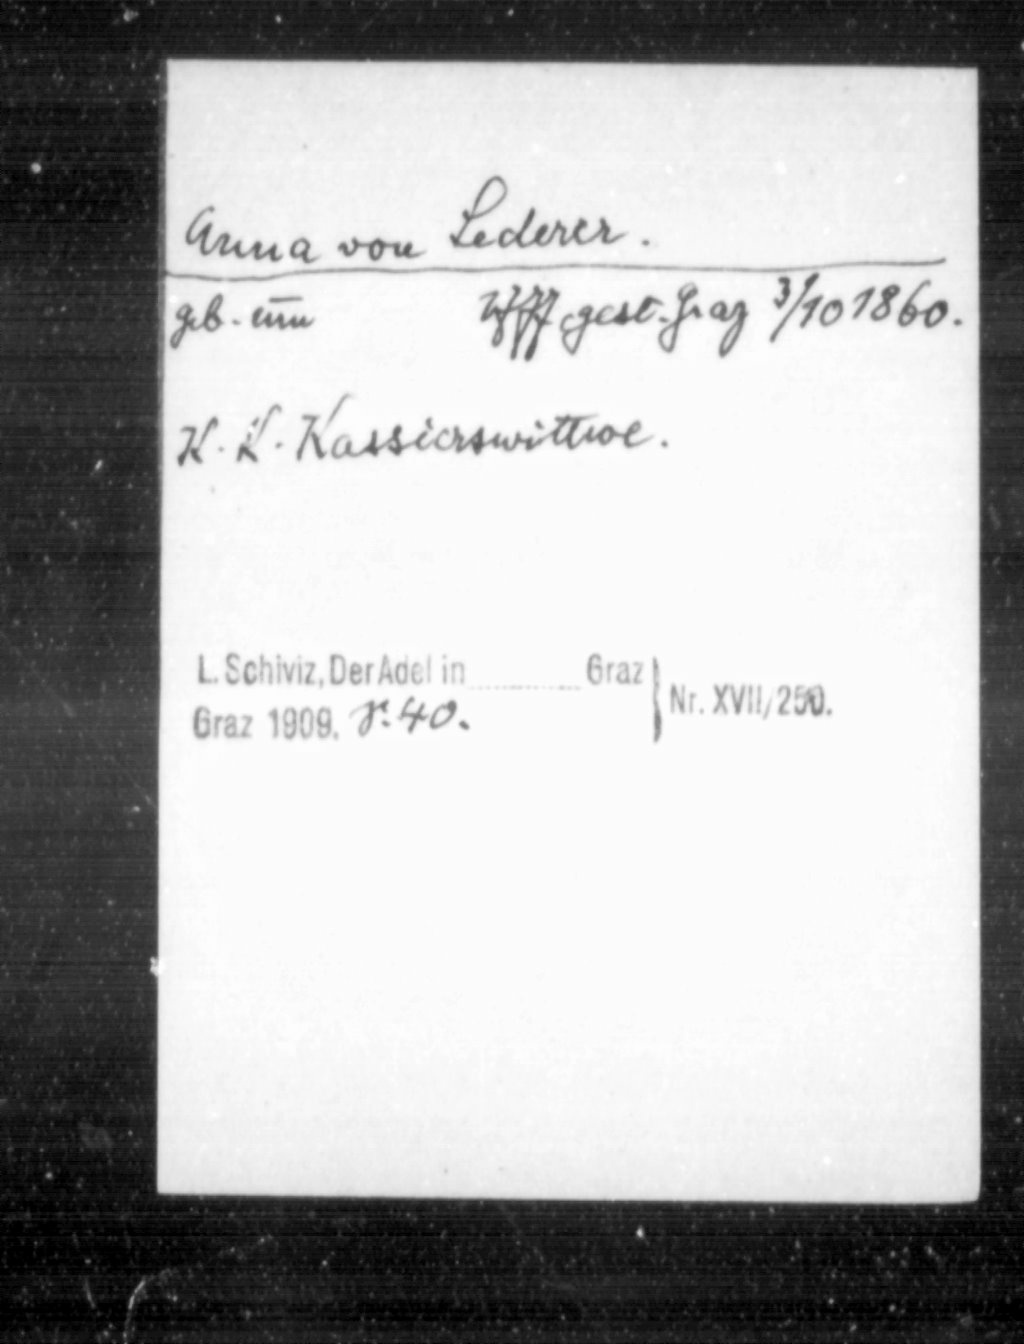 Anna von Lederer.
geb. gest. Graz 3/10 1860.
K. K. Kassierswittwe.
L. Schiviz, Der Adel in Graz
Graz 1909. S. 40.
Nr. XVII/250.